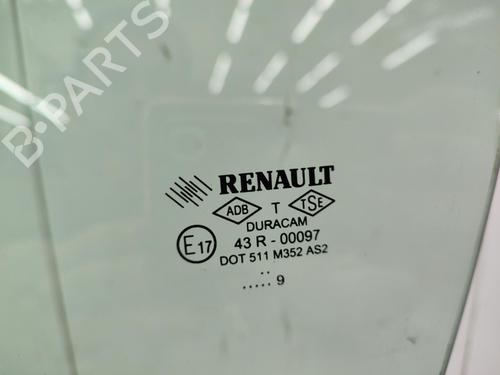 B-PARTS
RENAULT
ADB T TSE
DURACAM
E17 43 R - 00097
DOT 511 M352 AS2
..
..... 9